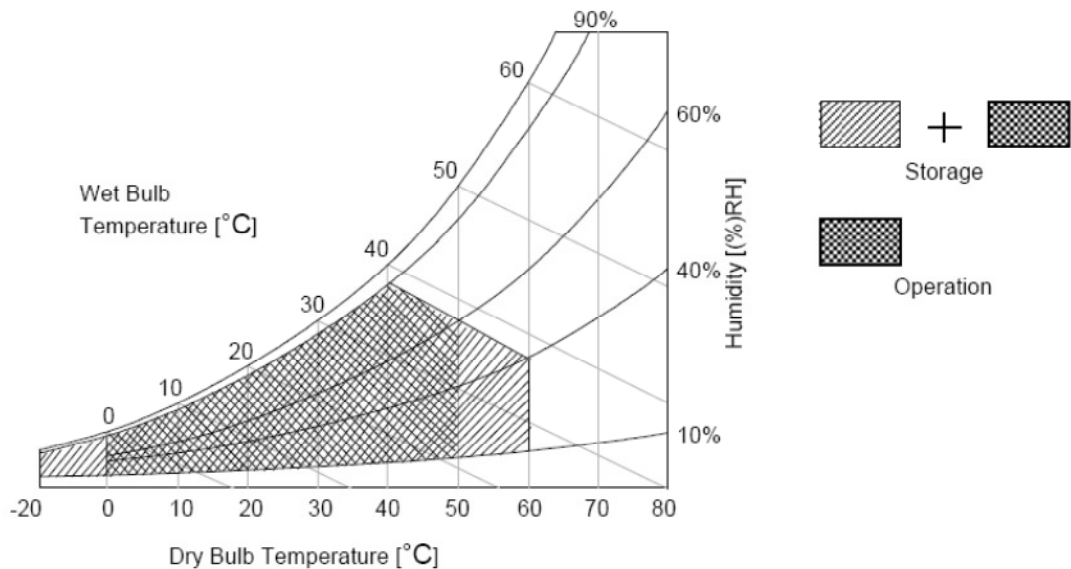 90%
60
60%
50
Wet Bulb
Temperature [°C]
40
40%
30
20
10
0
10%
-20 0 10 20 30 40 50 60 70 80
Dry Bulb Temperature [°C]
Humidity [(%)RH]
+
Storage
Operation